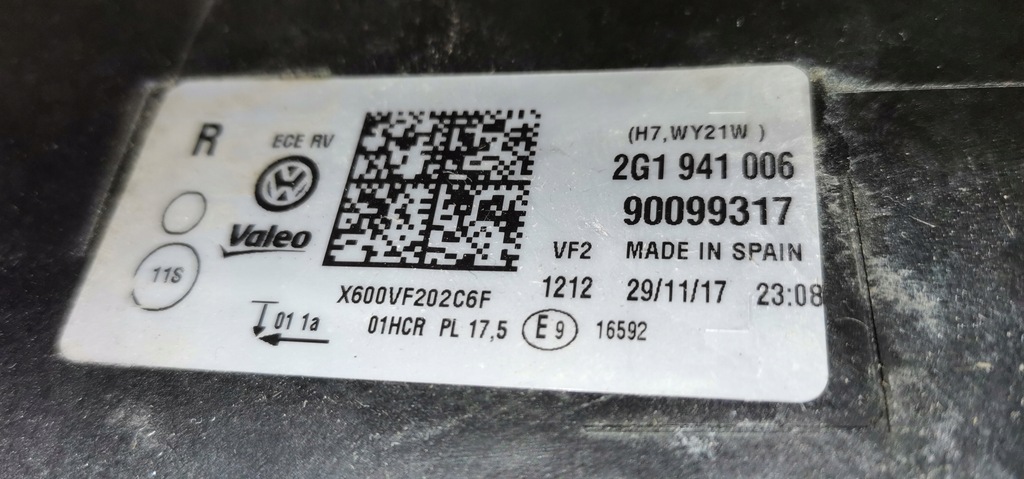 R
ECE RV
Valeo
11S
(H7,WY21W )
2G1 941 006
90099317
VF2 MADE IN SPAIN
X600VF202C6F
1212 29/11/17 23:08
01 1a
01HCR PL 17,5 E 9 16592